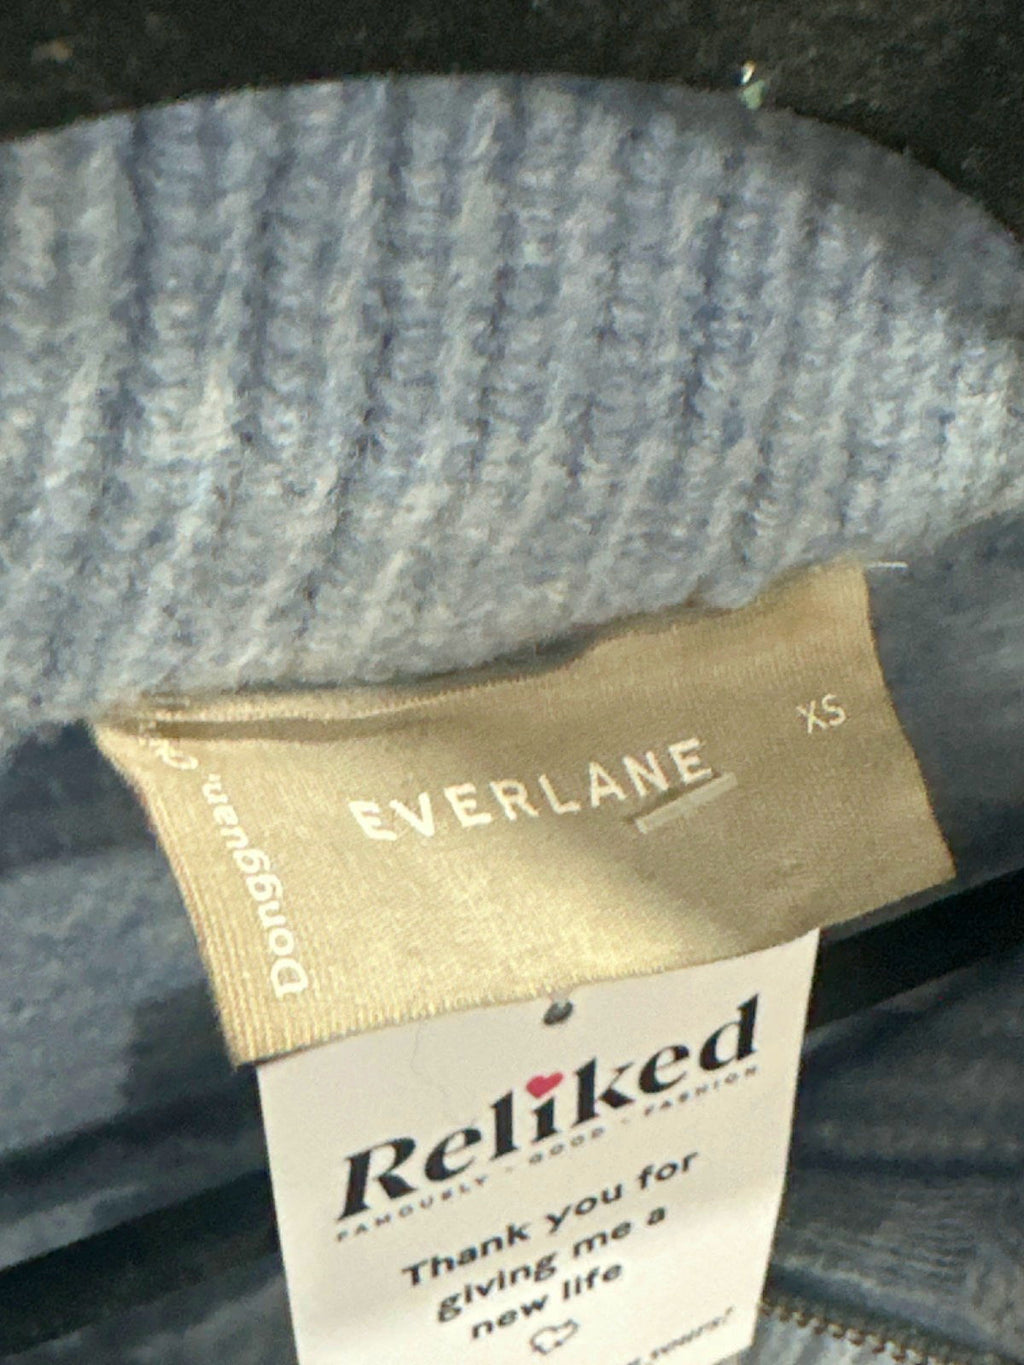 EVERLANE
XS
Dongguan,
Reliked
FAMOUSLY - GOOD - FASHION
Thank you for
giving me a
new life